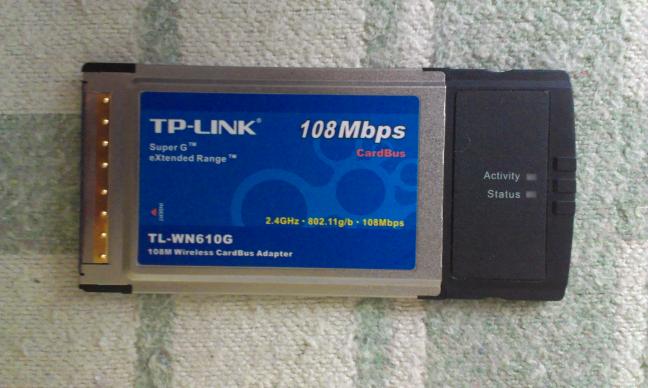 TP-LINK®
108Mbps
Super G™
CardBus
eXtended Range™
Activity
Status
INSERT
2.4GHz · 802.11g/b · 108Mbps
TL-WN610G
108M Wireless CardBus Adapter